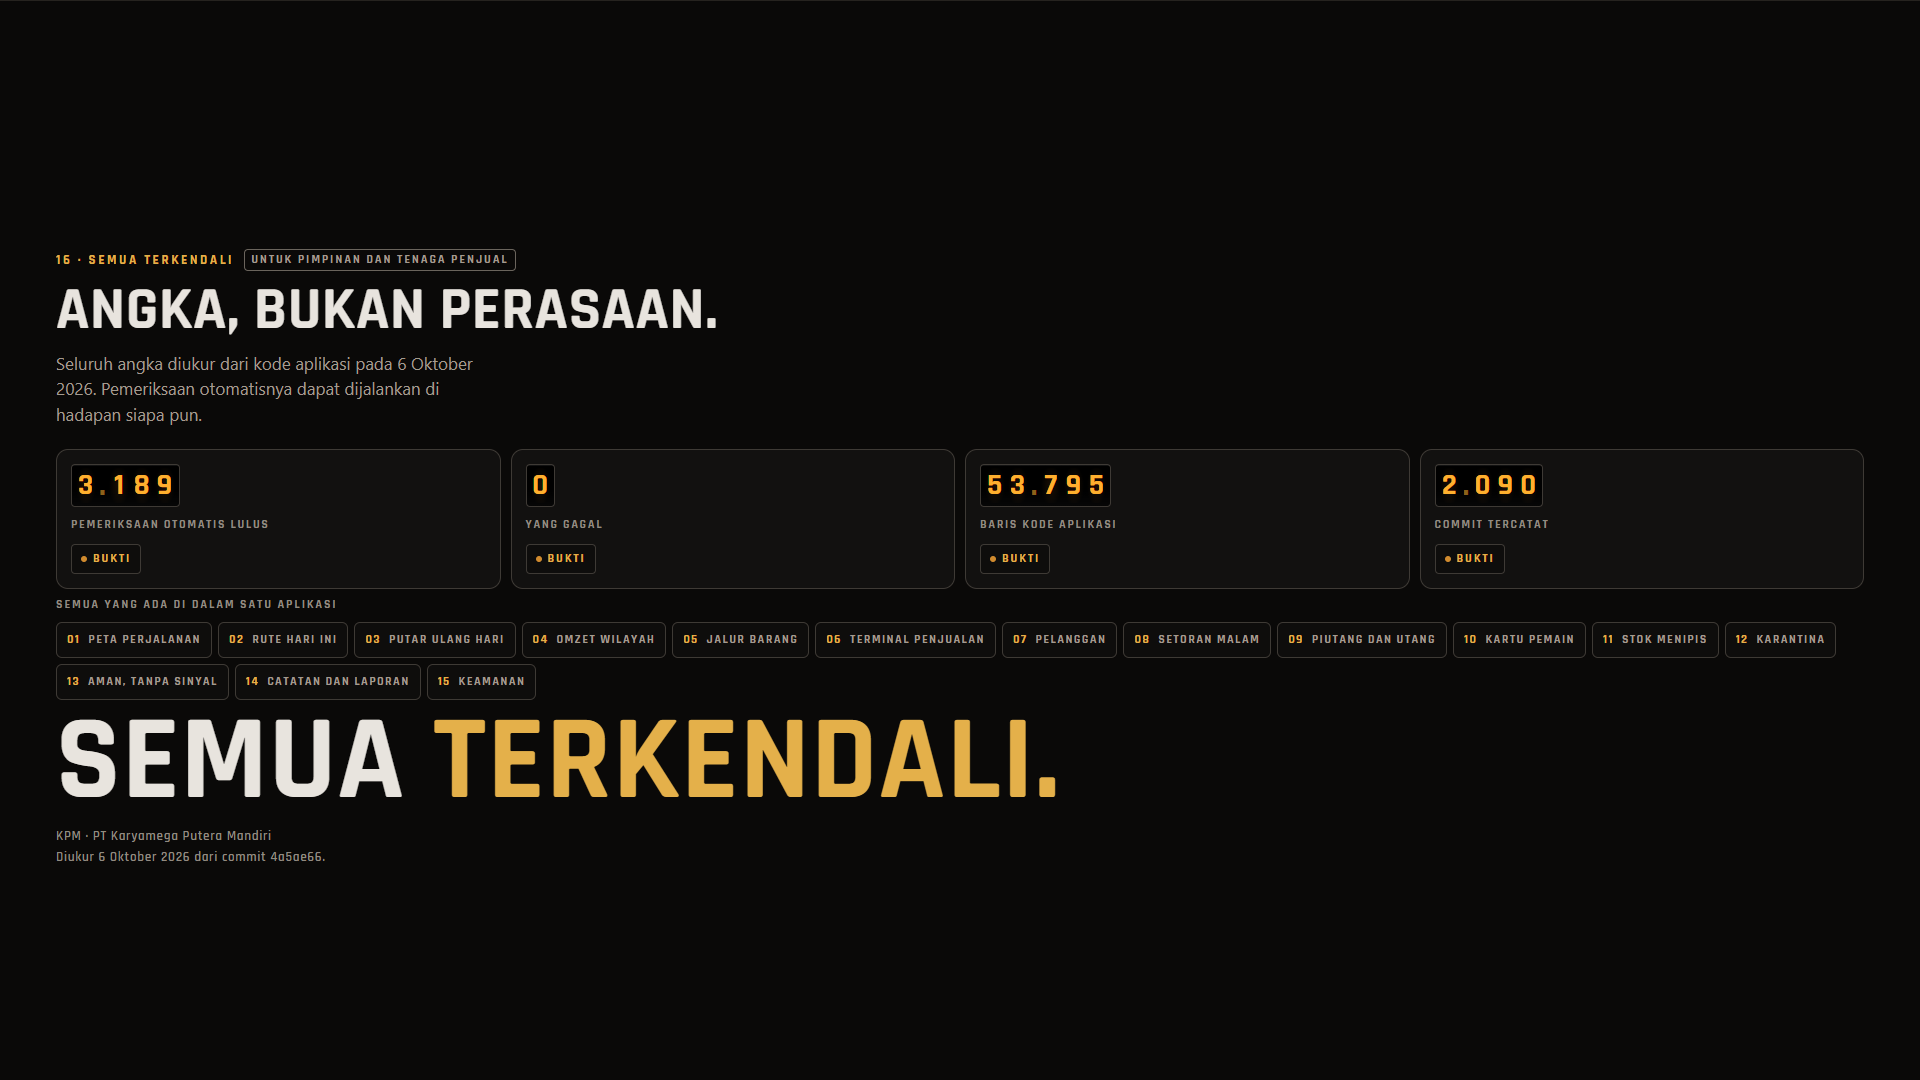 16 · SEMUA TERKENDALI UNTUK PIMPINAN DAN TENAGA PENJUAL
ANGKA, BUKAN PERASAAN.
Seluruh angka diukur dari kode aplikasi pada 6 Oktober
2026. Pemeriksaan otomatisnya dapat dijalankan di
hadapan siapa pun.
3.189 0 53.795 2.090
PEMERIKSAAN OTOMATIS LULUS YANG GAGAL BARIS KODE APLIKASI COMMIT TERCATAT
BUKTI BUKTI BUKTI BUKTI
SEMUA YANG ADA DI DALAM SATU APLIKASI
01 PETA PERJALANAN 02 RUTE HARI INI 03 PUTAR ULANG HARI 04 OMZET WILAYAH 05 JALUR BARANG 06 TERMINAL PENJUALAN 07 PELANGGAN 08 SETORAN MALAM 09 PIUTANG DAN UTANG 10 KARTU PEMAIN 11 STOK MENIPIS 12 KARANTINA
13 AMAN, TANPA SINYAL 14 CATATAN DAN LAPORAN 15 KEAMANAN
SEMUA TERKENDALI.
KPM · PT Karyamega Putera Mandiri
Diukur 6 Oktober 2026 dari commit 4a5ae66.